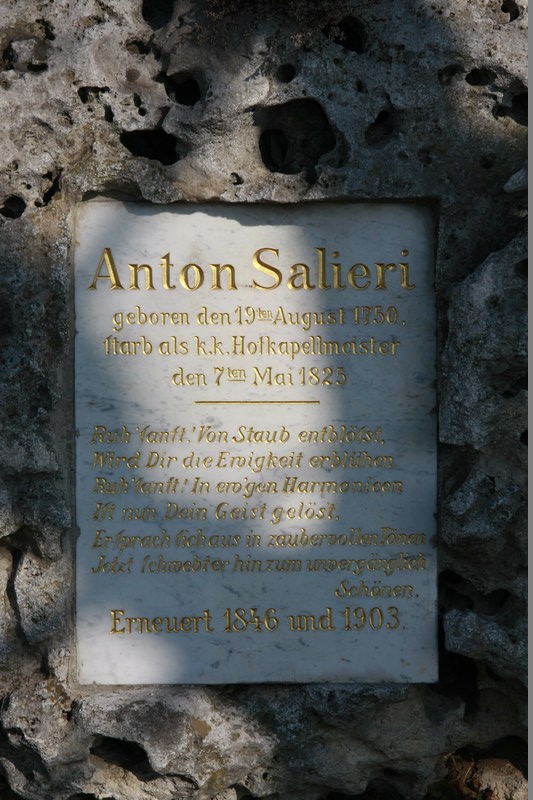 Anton Salieri
geboren den 19ten August 1750.
ſtarb als k.k. Hofkapellmeister
den 7ten Mai 1825
Ruh' ſanft! Von Staub entblöſst,
Wird Dir die Ewigkeit erblühen.
Ruh' ſanft! In ew'gen Harmonieen
Iſt nun Dein Geist gelöst.
Er ſprach ſich aus in zaubervollen Tönen
Jetzt ſchwebt er hin zum unvergänglich
Schönen.
Erneuert 1846 und 1903.